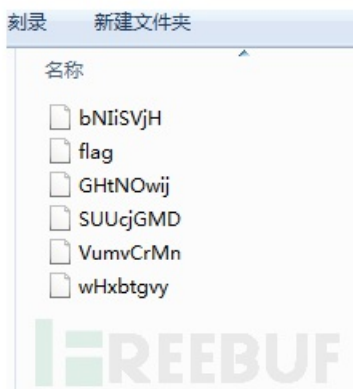 刻录 新建文件夹
名称
bNIiSVjH
flag
GHtNOwij
SUUcjGMD
VumvCrMn
wHxbtgvy
FREEBUF